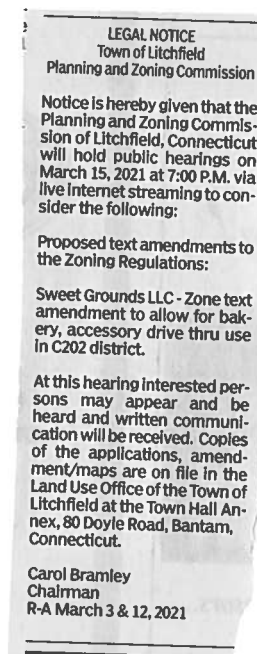 LEGAL NOTICE
Town of Litchfield
Planning and Zoning Commission
Notice is hereby given that the
Planning and Zoning Commis-
sion of Litchfield, Connecticut
will hold public hearings on
March 15, 2021 at 7:00 P.M. via
live internet streaming to con-
sider the following:
Proposed text amendments to
the Zoning Regulations:
Sweet Grounds LLC - Zone text
amendment to allow for bak-
ery, accessory drive thru use
in C202 district.
At this hearing interested per-
sons may appear and be
heard and written communi-
cation will be received. Copies
of the applications, amend-
ment/maps are on file in the
Land Use Office of the Town of
Litchfield at the Town Hall An-
nex, 80 Doyle Road, Bantam,
Connecticut.
Carol Bramley
Chairman
R-A March 3 & 12, 2021